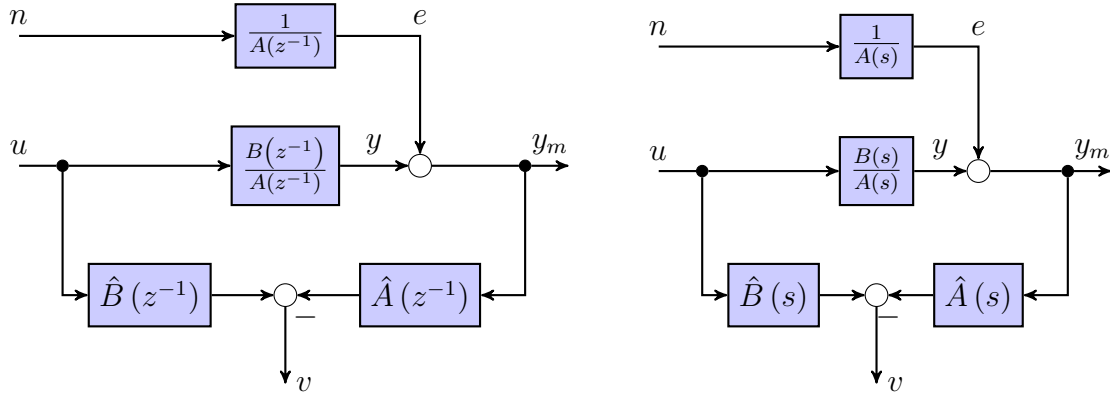 n
1/A(z⁻¹)
e
u
B(z⁻¹)/A(z⁻¹)
y
y_m
B̂(z⁻¹)
−
Â(z⁻¹)
v
n
1/A(s)
e
u
B(s)/A(s)
y
y_m
B̂(s)
−
Â(s)
v